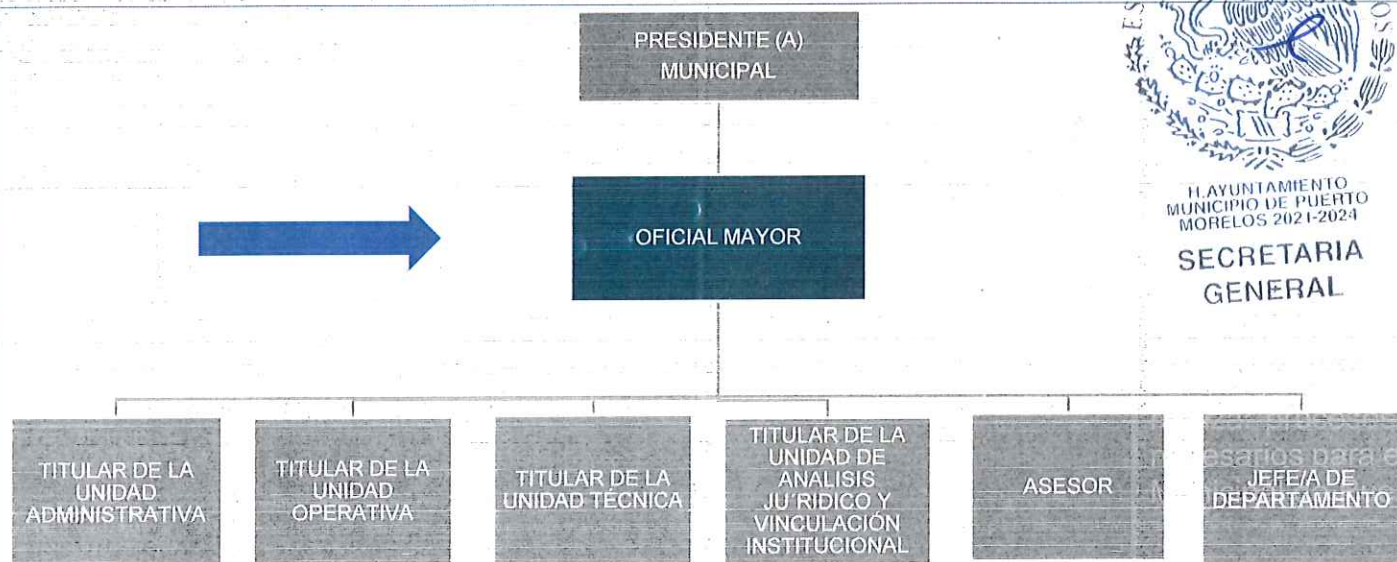 PRESIDENTE (A)
MUNICIPAL
OFICIAL MAYOR
H. AYUNTAMIENTO
MUNICIPIO DE PUERTO
MORELOS 2021-2024
SECRETARIA
GENERAL
TITULAR DE LA
UNIDAD
ADMINISTRATIVA
TITULAR DE LA
UNIDAD
OPERATIVA
TITULAR DE LA
UNIDAD TÉCNICA
TITULAR DE LA
UNIDAD DE
ANALISIS
JU´RIDICO Y
VINCULACIÓN
INSTITUCIONAL
ASESOR
JEFE/A DE
DEPARTAMENTO
para e